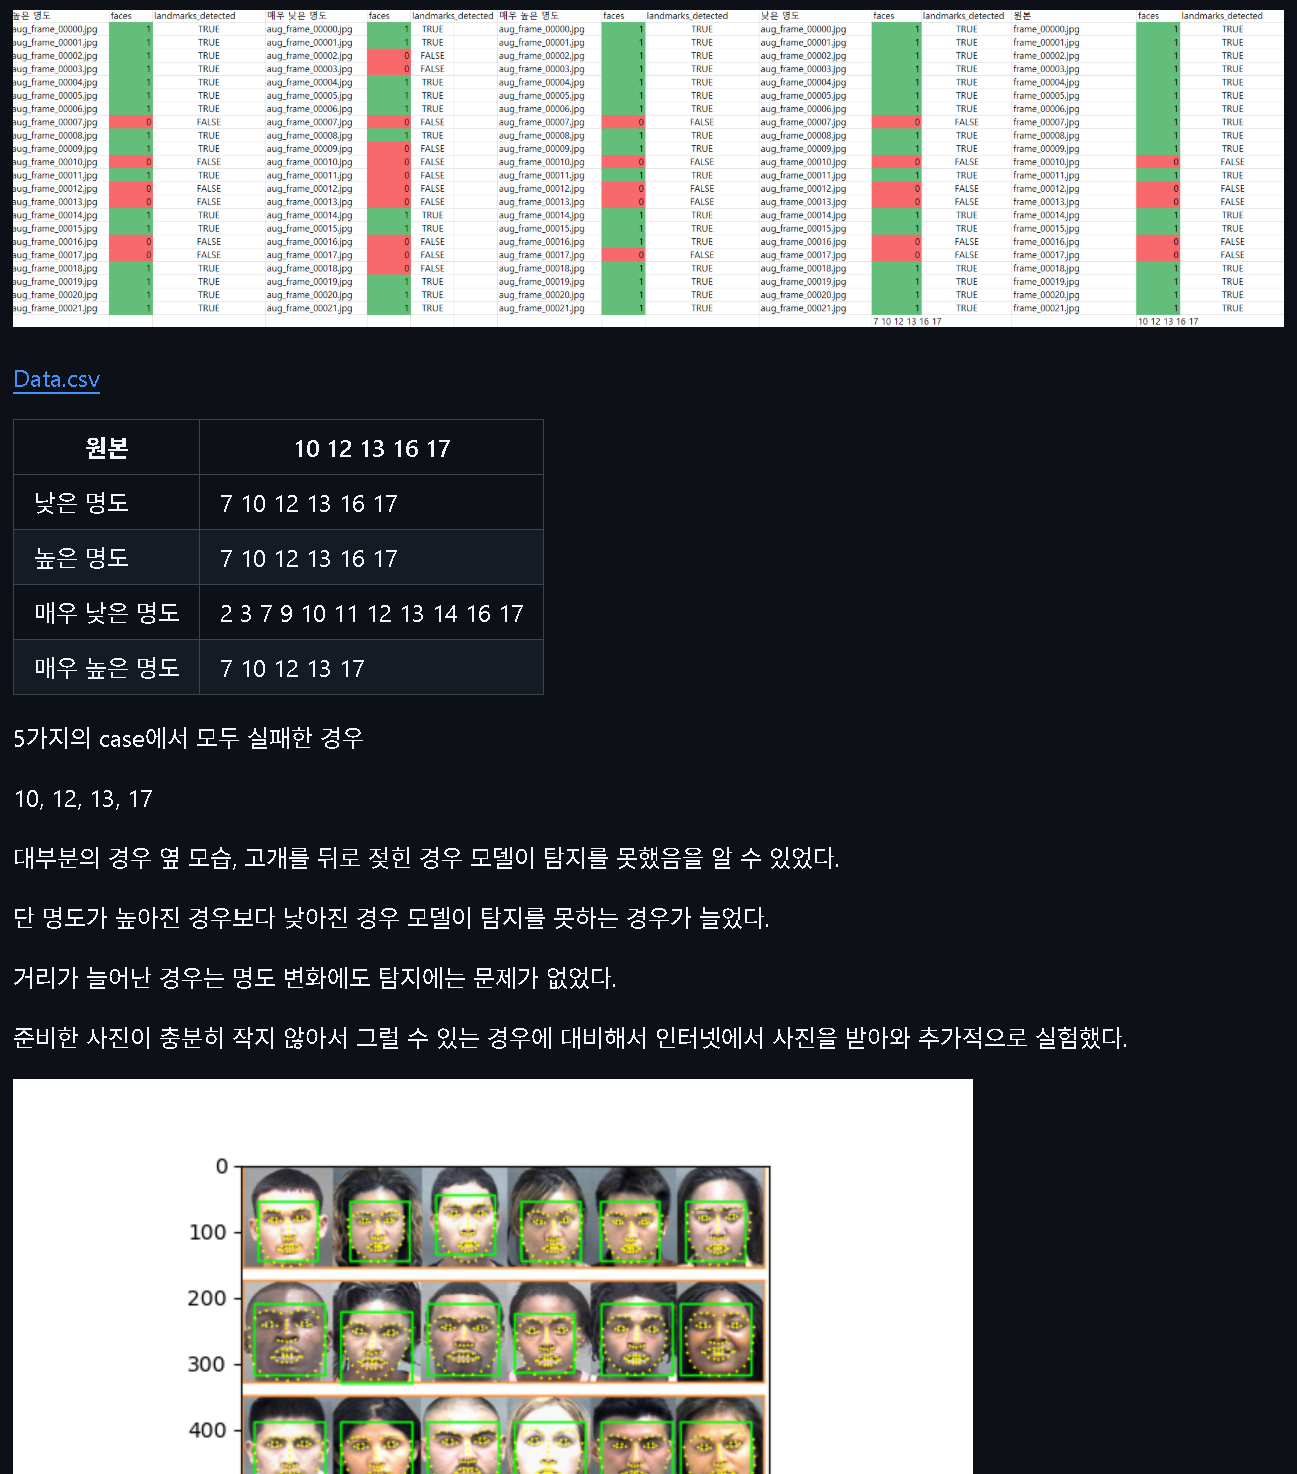 높은 명도 faces landmarks_detected 매우 낮은 명도 faces landmarks_detected 매우 높은 명도 faces landmarks_detected 낮은 명도 faces landmarks_detected 원본 faces landmarks_detected
aug_frame_00000.jpg 1 TRUE aug_frame_00000.jpg 1 TRUE aug_frame_00000.jpg 1 TRUE aug_frame_00000.jpg 1 TRUE frame_00000.jpg 1 TRUE
aug_frame_00001.jpg 1 TRUE aug_frame_00001.jpg 1 TRUE aug_frame_00001.jpg 1 TRUE aug_frame_00001.jpg 1 TRUE frame_00001.jpg 1 TRUE
aug_frame_00002.jpg 1 TRUE aug_frame_00002.jpg 0 FALSE aug_frame_00002.jpg 1 TRUE aug_frame_00002.jpg 1 TRUE frame_00002.jpg 1 TRUE
aug_frame_00003.jpg 1 TRUE aug_frame_00003.jpg 0 FALSE aug_frame_00003.jpg 1 TRUE aug_frame_00003.jpg 1 TRUE frame_00003.jpg 1 TRUE
aug_frame_00004.jpg 1 TRUE aug_frame_00004.jpg 1 TRUE aug_frame_00004.jpg 1 TRUE aug_frame_00004.jpg 1 TRUE frame_00004.jpg 1 TRUE
aug_frame_00005.jpg 1 TRUE aug_frame_00005.jpg 1 TRUE aug_frame_00005.jpg 1 TRUE aug_frame_00005.jpg 1 TRUE frame_00005.jpg 1 TRUE
aug_frame_00006.jpg 1 TRUE aug_frame_00006.jpg 1 TRUE aug_frame_00006.jpg 1 TRUE aug_frame_00006.jpg 1 TRUE frame_00006.jpg 1 TRUE
aug_frame_00007.jpg 0 FALSE aug_frame_00007.jpg 0 FALSE aug_frame_00007.jpg 0 FALSE aug_frame_00007.jpg 0 FALSE frame_00007.jpg 1 TRUE
aug_frame_00008.jpg 1 TRUE aug_frame_00008.jpg 1 TRUE aug_frame_00008.jpg 1 TRUE aug_frame_00008.jpg 1 TRUE frame_00008.jpg 1 TRUE
aug_frame_00009.jpg 1 TRUE aug_frame_00009.jpg 0 FALSE aug_frame_00009.jpg 1 TRUE aug_frame_00009.jpg 1 TRUE frame_00009.jpg 1 TRUE
aug_frame_00010.jpg 0 FALSE aug_frame_00010.jpg 0 FALSE aug_frame_00010.jpg 0 FALSE aug_frame_00010.jpg 0 FALSE frame_00010.jpg 0 FALSE
aug_frame_00011.jpg 1 TRUE aug_frame_00011.jpg 0 FALSE aug_frame_00011.jpg 1 TRUE aug_frame_00011.jpg 1 TRUE frame_00011.jpg 1 TRUE
aug_frame_00012.jpg 0 FALSE aug_frame_00012.jpg 0 FALSE aug_frame_00012.jpg 0 FALSE aug_frame_00012.jpg 0 FALSE frame_00012.jpg 0 FALSE
aug_frame_00013.jpg 0 FALSE aug_frame_00013.jpg 0 FALSE aug_frame_00013.jpg 0 FALSE aug_frame_00013.jpg 0 FALSE frame_00013.jpg 0 FALSE
aug_frame_00014.jpg 1 TRUE aug_frame_00014.jpg 1 TRUE aug_frame_00014.jpg 1 TRUE aug_frame_00014.jpg 1 TRUE frame_00014.jpg 1 TRUE
aug_frame_00015.jpg 1 TRUE aug_frame_00015.jpg 1 TRUE aug_frame_00015.jpg 1 TRUE aug_frame_00015.jpg 1 TRUE frame_00015.jpg 1 TRUE
aug_frame_00016.jpg 0 FALSE aug_frame_00016.jpg 0 FALSE aug_frame_00016.jpg 1 TRUE aug_frame_00016.jpg 0 FALSE frame_00016.jpg 0 FALSE
aug_frame_00017.jpg 0 FALSE aug_frame_00017.jpg 0 FALSE aug_frame_00017.jpg 0 FALSE aug_frame_00017.jpg 0 FALSE frame_00017.jpg 0 FALSE
aug_frame_00018.jpg 1 TRUE aug_frame_00018.jpg 0 FALSE aug_frame_00018.jpg 1 TRUE aug_frame_00018.jpg 1 TRUE frame_00018.jpg 1 TRUE
aug_frame_00019.jpg 1 TRUE aug_frame_00019.jpg 1 TRUE aug_frame_00019.jpg 1 TRUE aug_frame_00019.jpg 1 TRUE frame_00019.jpg 1 TRUE
aug_frame_00020.jpg 1 TRUE aug_frame_00020.jpg 1 TRUE aug_frame_00020.jpg 1 TRUE aug_frame_00020.jpg 1 TRUE frame_00020.jpg 1 TRUE
aug_frame_00021.jpg 1 TRUE aug_frame_00021.jpg 1 TRUE aug_frame_00021.jpg 1 TRUE aug_frame_00021.jpg 1 TRUE frame_00021.jpg 1 TRUE
7 10 12 13 16 17 10 12 13 16 17
Data.csv
원본 10 12 13 16 17
낮은 명도 7 10 12 13 16 17
높은 명도 7 10 12 13 16 17
매우 낮은 명도 2 3 7 9 10 11 12 13 14 16 17
매우 높은 명도 7 10 12 13 17
5가지의 case에서 모두 실패한 경우
10, 12, 13, 17
대부분의 경우 옆 모습, 고개를 뒤로 젖힌 경우 모델이 탐지를 못했음을 알 수 있었다.
단 명도가 높아진 경우보다 낮아진 경우 모델이 탐지를 못하는 경우가 늘었다.
거리가 늘어난 경우는 명도 변화에도 탐지에는 문제가 없었다.
준비한 사진이 충분히 작지 않아서 그럴 수 있는 경우에 대비해서 인터넷에서 사진을 받아와 추가적으로 실험했다.
0
100
200
300
400